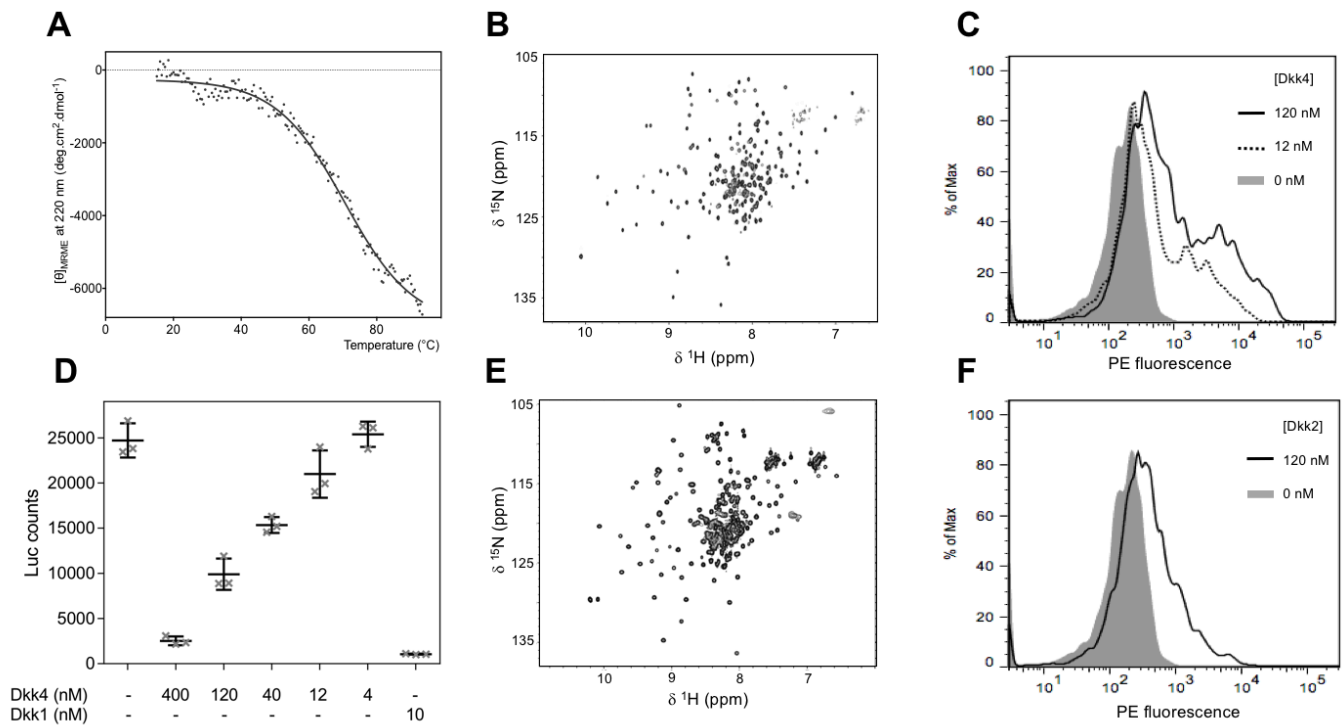 A
0
-2000
-4000
-6000
0 20 40 60 80 100
[θ]MRME at 220 nm (deg.cm².dmol⁻¹)
Temperature (°C)
B
105
115
125
135
10 9 8 7
δ ¹⁵N (ppm)
δ ¹H (ppm)
C
100
80
60
40
20
0
% of Max
[Dkk4]
120 nM
12 nM
0 nM
10¹ 10² 10³ 10⁴ 10⁵
PE fluorescence
D
25000
20000
15000
10000
5000
0
Luc counts
Dkk4 (nM) - 400 120 40 12 4 -
Dkk1 (nM) - - - - - - 10
E
105
115
125
135
10 9 8 7
δ ¹⁵N (ppm)
δ ¹H (ppm)
F
100
80
60
40
20
0
% of Max
[Dkk2]
120 nM
0 nM
10¹ 10² 10³ 10⁴ 10⁵
PE fluorescence